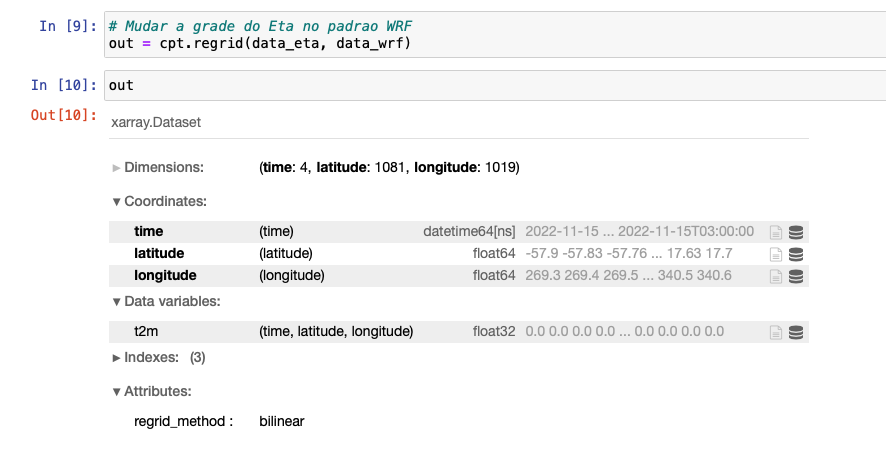 In [9]: # Mudar a grade do Eta no padrao WRF
out = cpt.regrid(data_eta, data_wrf)
In [10]: out
Out[10]: xarray.Dataset
► Dimensions: (time: 4, latitude: 1081, longitude: 1019)
▼ Coordinates:
time (time) datetime64[ns] 2022-11-15 ... 2022-11-15T03:00:00
latitude (latitude) float64 -57.9 -57.83 -57.76 ... 17.63 17.7
longitude (longitude) float64 269.3 269.4 269.5 ... 340.5 340.6
▼ Data variables:
t2m (time, latitude, longitude) float32 0.0 0.0 0.0 0.0 ... 0.0 0.0 0.0 0.0
► Indexes: (3)
▼ Attributes:
regrid_method : bilinear